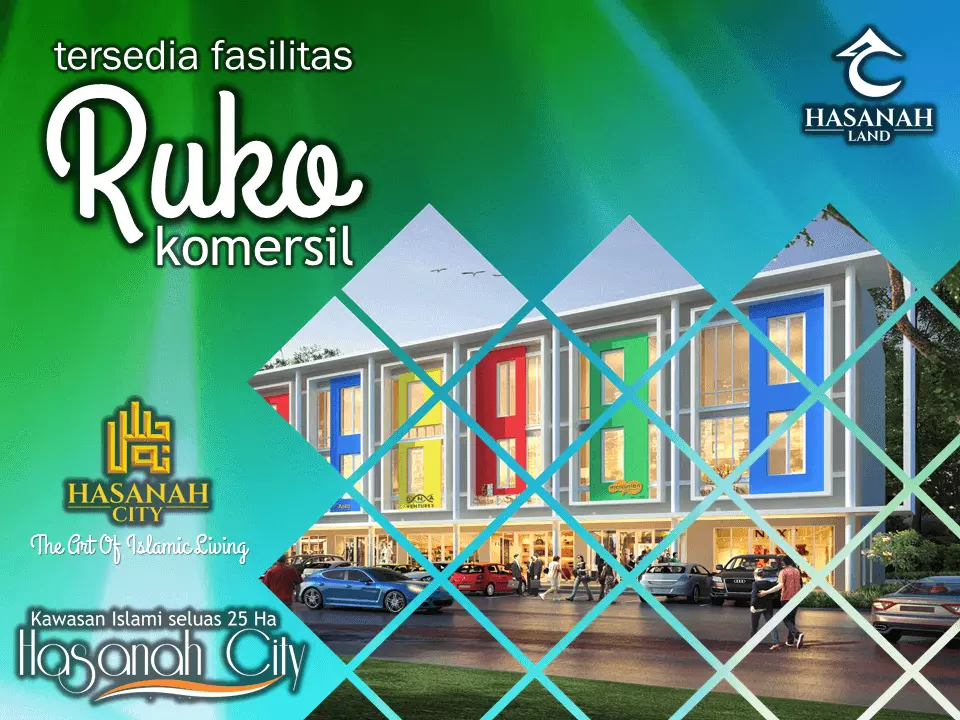 tersedia fasilitas
Ruko
komersil
HASANAH
LAND
HASANAH
CITY
The Art Of Islamic Living
Kawasan Islami seluas 25 Ha
Hasanah City
VENTURES